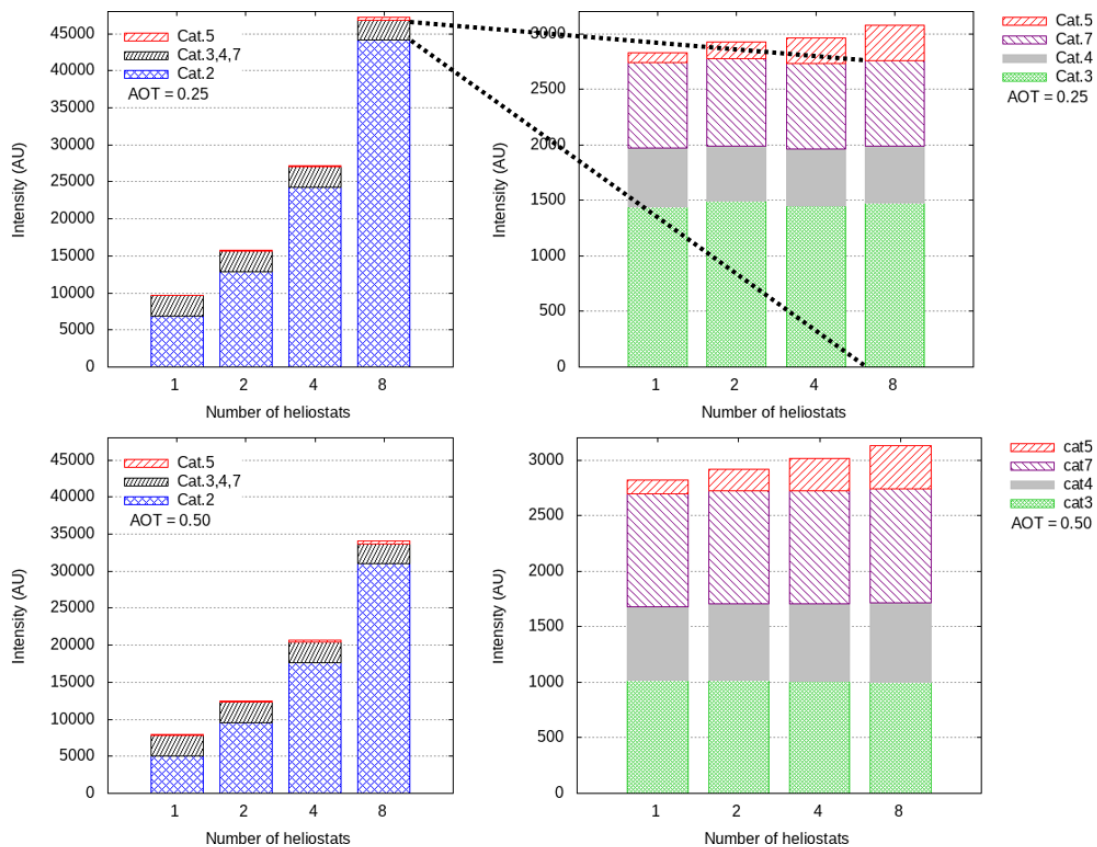 45000
40000
35000
30000
25000
20000
15000
10000
5000
0
Intensity (AU)
Cat.5
Cat.3,4,7
Cat.2
AOT = 0.25
1 2 4 8
Number of heliostats
3000
2500
2000
1500
1000
500
0
Intensity (AU)
1 2 4 8
Number of heliostats
Cat.5
Cat.7
Cat.4
Cat.3
AOT = 0.25
45000
40000
35000
30000
25000
20000
15000
10000
5000
0
Intensity (AU)
Cat.5
Cat.3,4,7
Cat.2
AOT = 0.50
1 2 4 8
Number of heliostats
3000
2500
2000
1500
1000
500
0
Intensity (AU)
1 2 4 8
Number of heliostats
cat5
cat7
cat4
cat3
AOT = 0.50